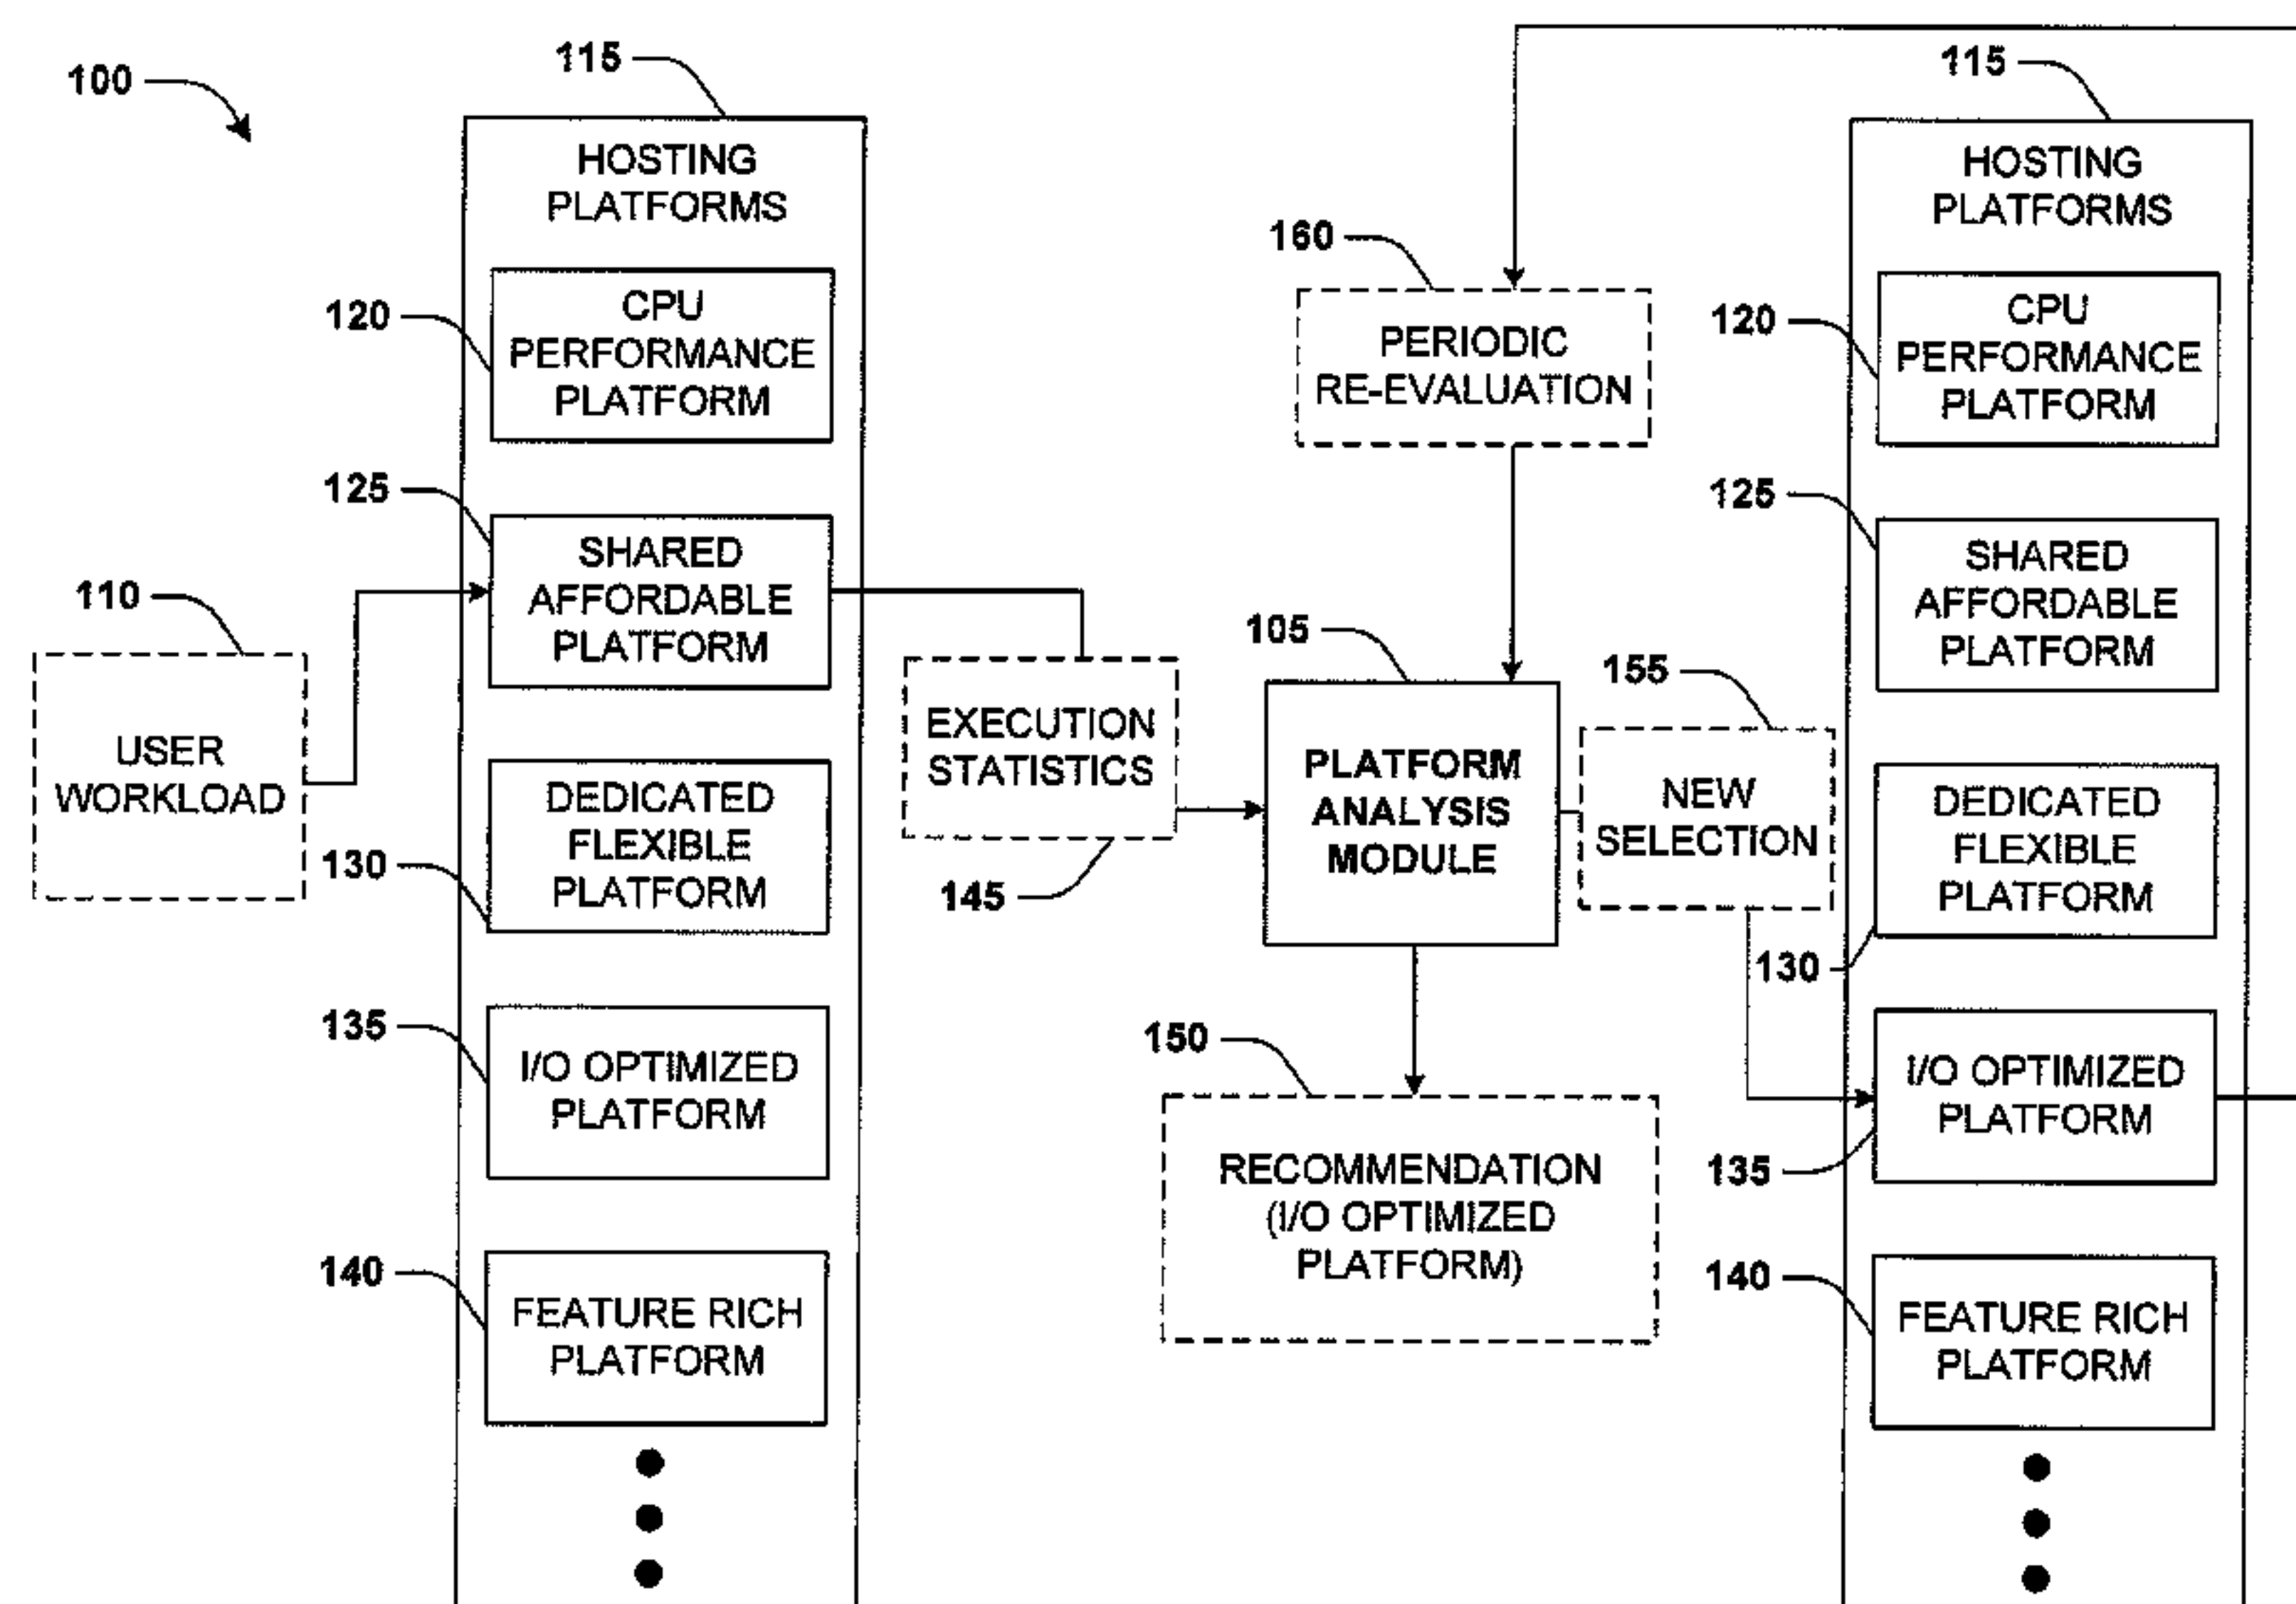 100
115
HOSTING
PLATFORMS
120
CPU
PERFORMANCE
PLATFORM
125
SHARED
AFFORDABLE
PLATFORM
110
USER
WORKLOAD
130
DEDICATED
FLEXIBLE
PLATFORM
135
I/O OPTIMIZED
PLATFORM
140
FEATURE RICH
PLATFORM
EXECUTION
STATISTICS
145
160
PERIODIC
RE-EVALUATION
105
PLATFORM
ANALYSIS
MODULE
155
NEW
SELECTION
150
RECOMMENDATION
(I/O OPTIMIZED
PLATFORM)
115
HOSTING
PLATFORMS
120
CPU
PERFORMANCE
PLATFORM
125
SHARED
AFFORDABLE
PLATFORM
130
DEDICATED
FLEXIBLE
PLATFORM
135
I/O OPTIMIZED
PLATFORM
140
FEATURE RICH
PLATFORM